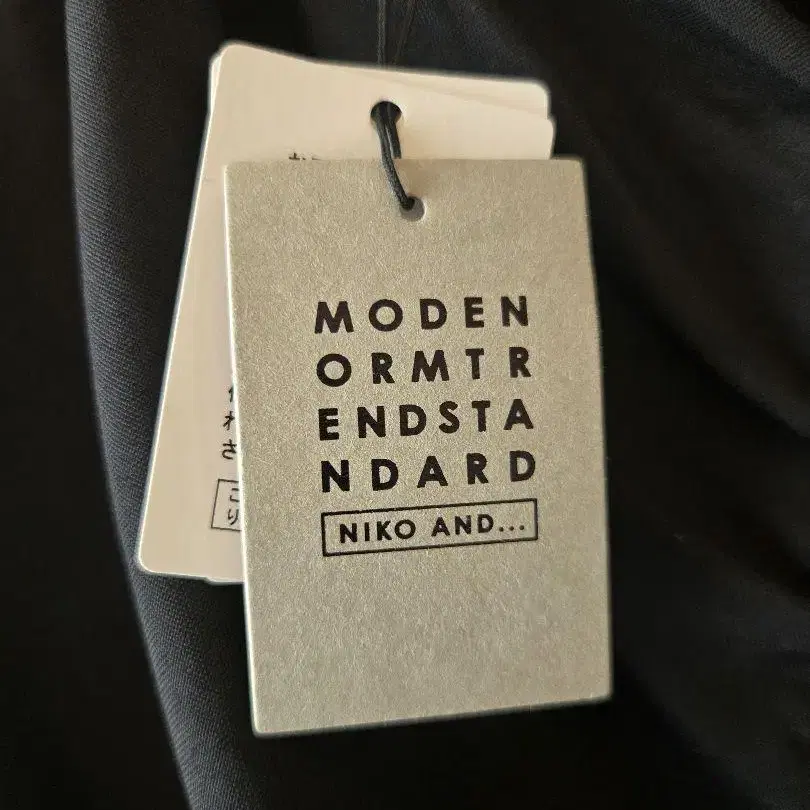 MODEN
ORMTR
ENDSTA
NDARD
NIKO AND...